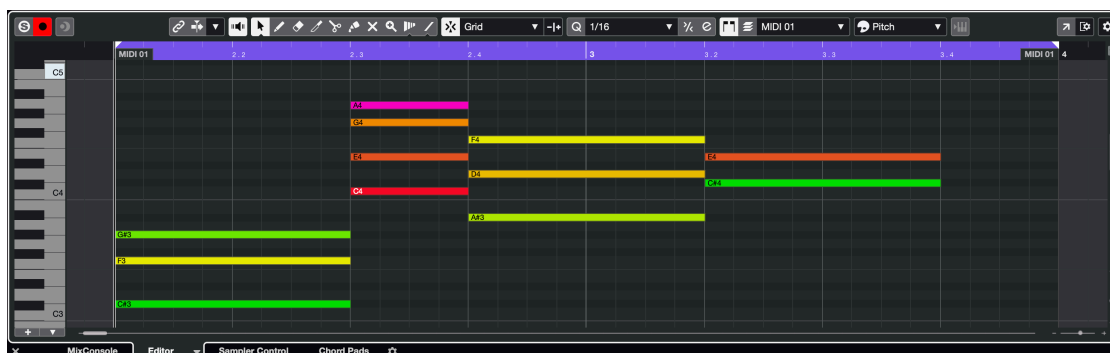 S Grid Q 1/16 MIDI 01 Pitch
MIDI 01 2.2 2.3 2.4 3 3.2 3.3 3.4 MIDI 01 4
C5
A4
G4
F4
E4 E4
D4
C#4
C4 C4
A#3
G#3
F3
C#3
C3
MixConsole Editor Sampler Control Chord Pads